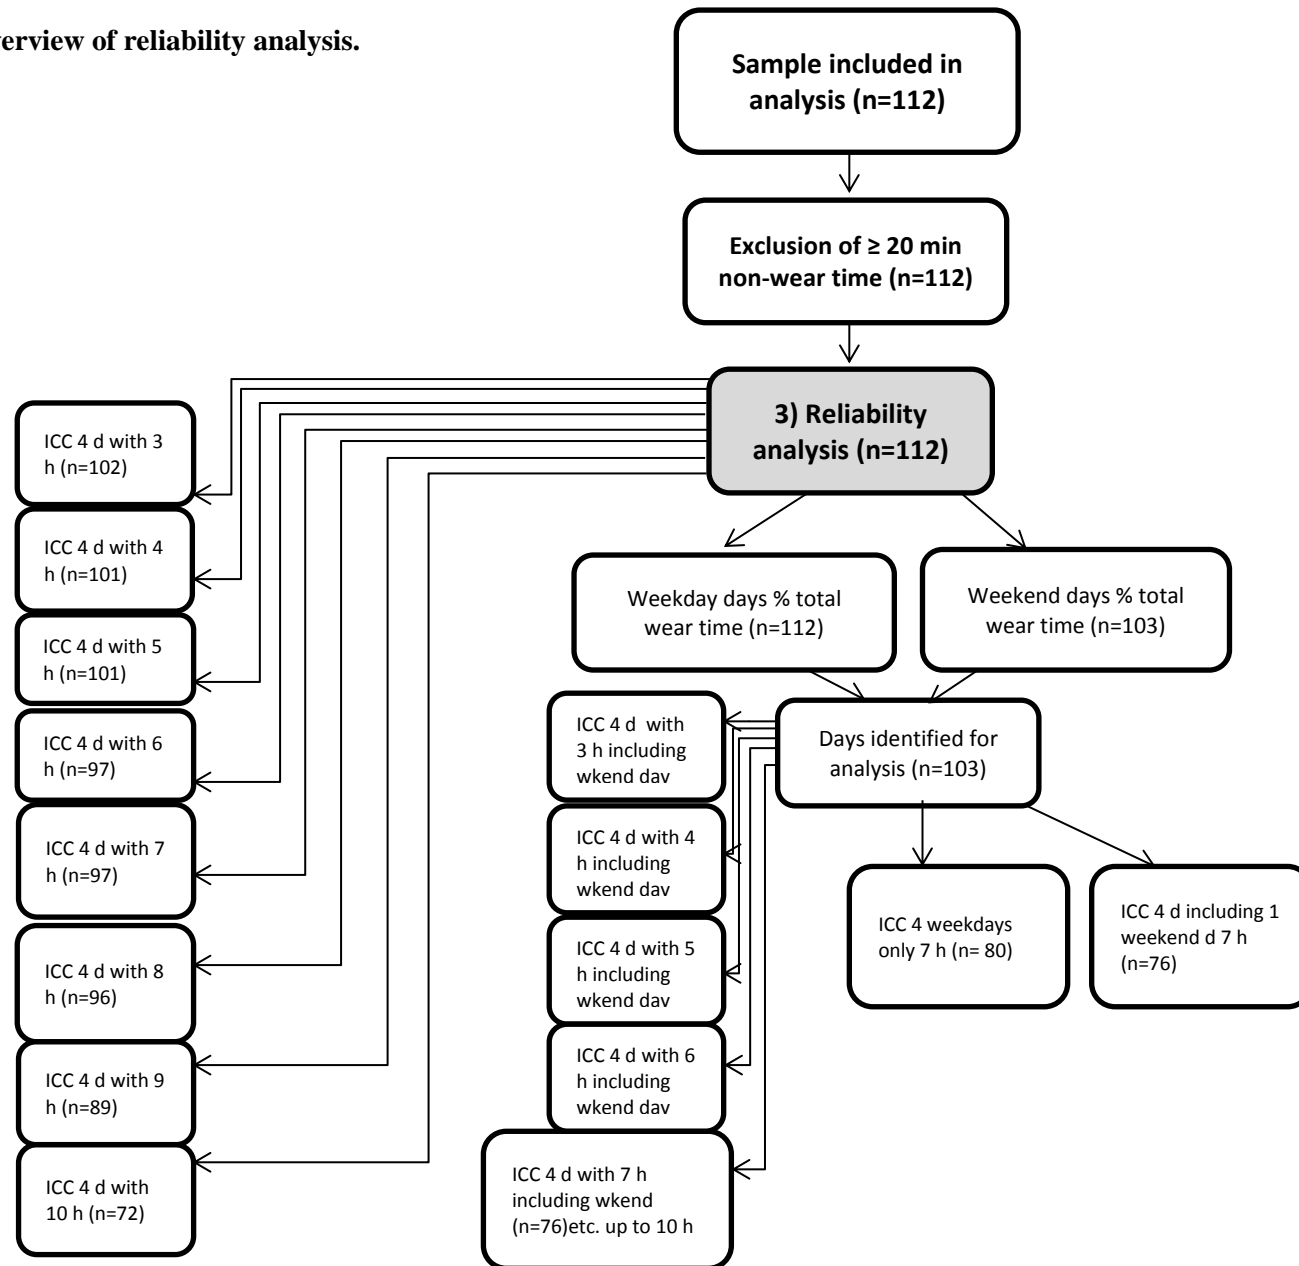 verview of reliability analysis.
Sample included in
analysis (n=112)
Exclusion of ≥ 20 min
non-wear time (n=112)
3) Reliability
analysis (n=112)
ICC 4 d with 3
h (n=102)
ICC 4 d with 4
h (n=101)
ICC 4 d with 5
h (n=101)
ICC 4 d with 6
h (n=97)
ICC 4 d with 7
h (n=97)
ICC 4 d with 8
h (n=96)
ICC 4 d with 9
h (n=89)
ICC 4 d with
10 h (n=72)
Weekday days % total
wear time (n=112)
Weekend days % total
wear time (n=103)
Days identified for
analysis (n=103)
ICC 4 d  with
3 h including
wkend dav
ICC 4 d with 4
h including
wkend dav
ICC 4 d with 5
h including
wkend dav
ICC 4 d with 6
h including
wkend dav
ICC 4 d with 7 h
including wkend
(n=76)etc. up to 10 h
ICC 4 weekdays
only 7 h (n= 80)
ICC 4 d including 1
weekend d 7 h
(n=76)